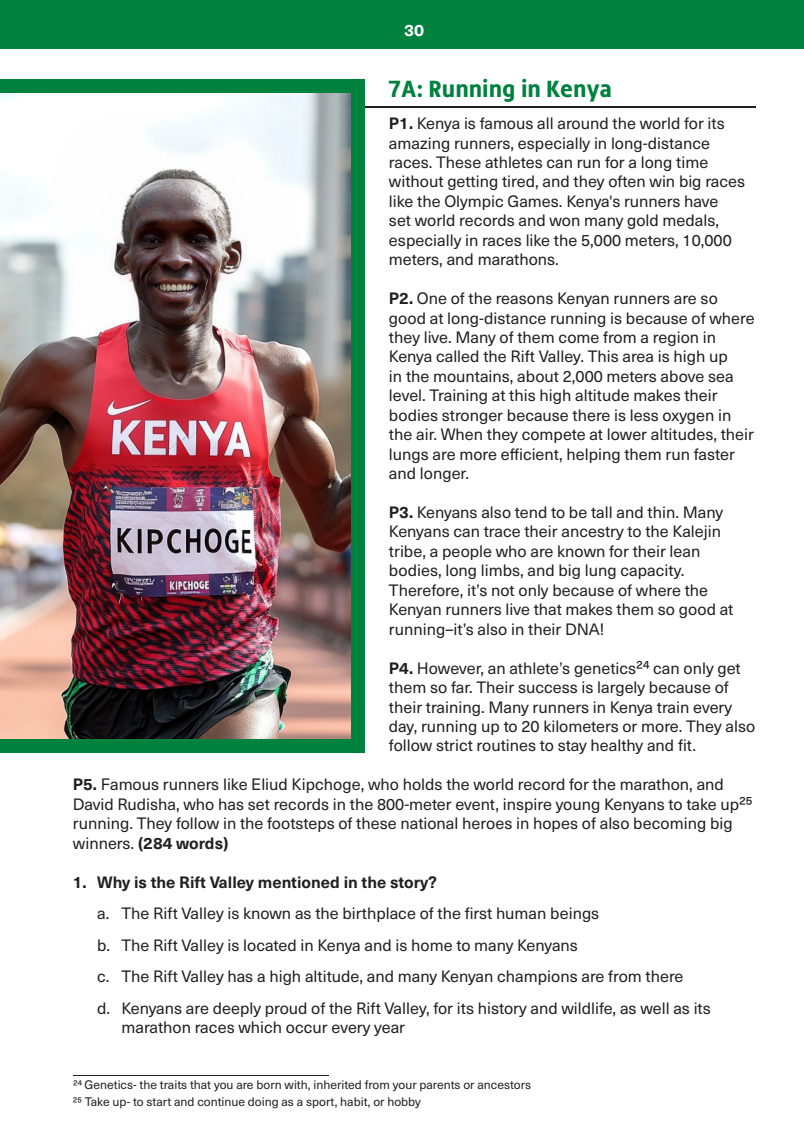 30
7A: Running in Kenya
P1. Kenya is famous all around the world for its
amazing runners, especially in long-distance
races. These athletes can run for a long time
without getting tired, and they often win big races
like the Olympic Games. Kenya's runners have
set world records and won many gold medals,
especially in races like the 5,000 meters, 10,000
meters, and marathons.
P2. One of the reasons Kenyan runners are so
good at long-distance running is because of where
they live. Many of them come from a region in
Kenya called the Rift Valley. This area is high up
in the mountains, about 2,000 meters above sea
level. Training at this high altitude makes their
bodies stronger because there is less oxygen in
the air. When they compete at lower altitudes, their
lungs are more efficient, helping them run faster
and longer.
P3. Kenyans also tend to be tall and thin. Many
Kenyans can trace their ancestry to the Kalejin
tribe, a people who are known for their lean
bodies, long limbs, and big lung capacity.
Therefore, it's not only because of where the
Kenyan runners live that makes them so good at
running–it's also in their DNA!
P4. However, an athlete's genetics²⁴ can only get
them so far. Their success is largely because of
their training. Many runners in Kenya train every
day, running up to 20 kilometers or more. They also
follow strict routines to stay healthy and fit.
KENYA
KIPCHOGE
KIPCHOGE
P5. Famous runners like Eliud Kipchoge, who holds the world record for the marathon, and
David Rudisha, who has set records in the 800-meter event, inspire young Kenyans to take up²⁵
running. They follow in the footsteps of these national heroes in hopes of also becoming big
winners. (284 words)
1. Why is the Rift Valley mentioned in the story?
a. The Rift Valley is known as the birthplace of the first human beings
b. The Rift Valley is located in Kenya and is home to many Kenyans
c. The Rift Valley has a high altitude, and many Kenyan champions are from there
d. Kenyans are deeply proud of the Rift Valley, for its history and wildlife, as well as its
marathon races which occur every year
²⁴ Genetics- the traits that you are born with, inherited from your parents or ancestors
²⁵ Take up- to start and continue doing as a sport, habit, or hobby